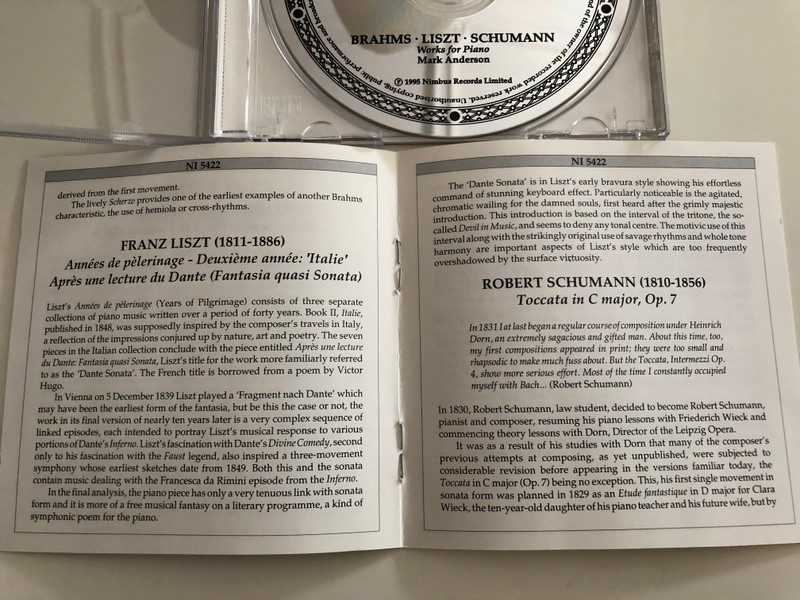 BRAHMS · LISZT · SCHUMANN
Works for Piano
Mark Anderson
℗ 1995 Nimbus Records Limited
of the owner of the recorded work reserved. Unauthorised copying, public performance and broadcas
NI 5422
derived from the first movement.
The lively Scherzo provides one of the earliest examples of another Brahms
characteristic, the use of hemiola or cross-rhythms.
FRANZ LISZT (1811-1886)
Années de pèlerinage - Deuxième année: 'Italie'
Après une lecture du Dante (Fantasia quasi Sonata)
Liszt's Années de pèlerinage (Years of Pilgrimage) consists of three separate
collections of piano music written over a period of forty years. Book II, Italie,
published in 1848, was supposedly inspired by the composer's travels in Italy,
a reflection of the impressions conjured up by nature, art and poetry. The seven
pieces in the Italian collection conclude with the piece entitled Après une lecture
du Dante: Fantasia quasi Sonata, Liszt's title for the work more familiarly referred
to as the 'Dante Sonata'. The French title is borrowed from a poem by Victor
Hugo.
In Vienna on 5 December 1839 Liszt played a 'Fragment nach Dante' which
may have been the earliest form of the fantasia, but be this the case or not, the
work in its final version of nearly ten years later is a very complex sequence of
linked episodes, each intended to portray Liszt's musical response to various
portions of Dante's Inferno. Liszt's fascination with Dante's Divine Comedy, second
only to his fascination with the Faust legend, also inspired a three-movement
symphony whose earliest sketches date from 1849. Both this and the sonata
contain music dealing with the Francesca da Rimini episode from the Inferno.
In the final analysis, the piano piece has only a very tenuous link with sonata
form and it is more of a free musical fantasy on a literary programme, a kind of
symphonic poem for the piano.
NI 5422
The 'Dante Sonata' is in Liszt's early bravura style showing his effortless
command of stunning keyboard effect. Particularly noticeable is the agitated,
chromatic wailing for the damned souls, first heard after the grimly majestic
introduction. This introduction is based on the interval of the tritone, the so-
called Devil in Music, and seems to deny any tonal centre. The motivic use of this
interval along with the strikingly original use of savage rhythms and whole tone
harmony are important aspects of Liszt's style which are too frequently
overshadowed by the surface virtuosity.
ROBERT SCHUMANN (1810-1856)
Toccata in C major, Op. 7
In 1831 I at last began a regular course of composition under Heinrich
Dorn, an extremely sagacious and gifted man. About this time, too,
my first compositions appeared in print; they were too small and
rhapsodic to make much fuss about. But the Toccata, Intermezzi Op.
4, show more serious effort. Most of the time I constantly occupied
myself with Bach... (Robert Schumann)
In 1830, Robert Schumann, law student, decided to become Robert Schumann,
pianist and composer, resuming his piano lessons with Friederich Wieck and
commencing theory lessons with Dorn, Director of the Leipzig Opera.
It was as a result of his studies with Dorn that many of the composer's
previous attempts at composing, as yet unpublished, were subjected to
considerable revision before appearing in the versions familiar today, the
Toccata in C major (Op. 7) being no exception. This, his first single movement in
sonata form was planned in 1829 as an Etude fantastique in D major for Clara
Wieck, the ten-year-old daughter of his piano teacher and his future wife, but by